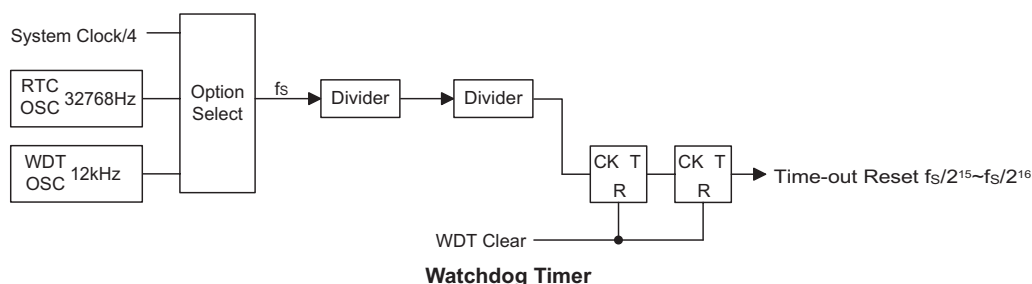 System Clock/4
RTC OSC 32768Hz
WDT OSC 12kHz
Option
Select
fS
Divider
Divider
CK T
R
CK T
R
Time-out Reset fS/2¹⁵~fS/2¹⁶
WDT Clear
Watchdog Timer